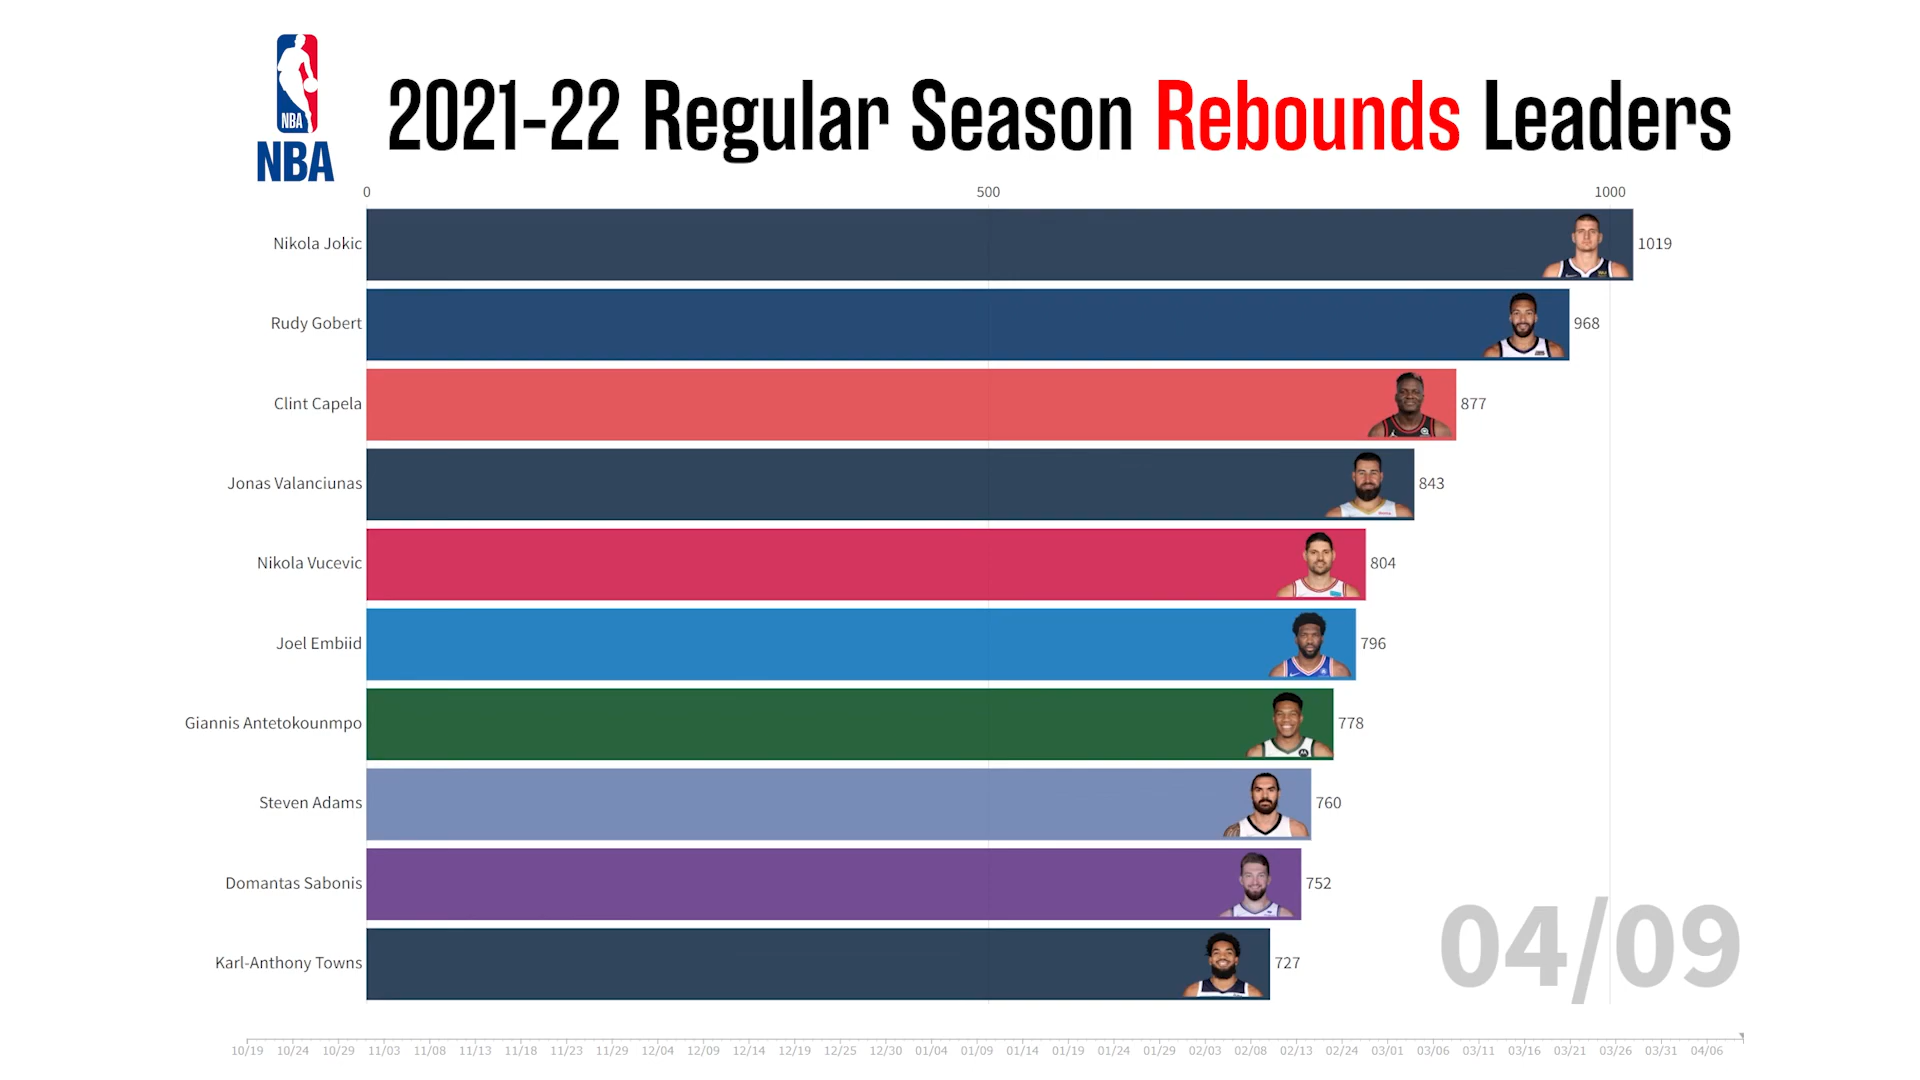 NBA
NBA
2021-22 Regular Season Rebounds Leaders
0 500 1000
Nikola Jokic 1019
Rudy Gobert 968
Clint Capela 877
Jonas Valanciunas 843
Nikola Vucevic 804
Joel Embiid 796
Giannis Antetokounmpo 778
Steven Adams 760
Domantas Sabonis 752
Karl-Anthony Towns 727
04/09
10/19 10/24 10/29 11/03 11/08 11/13 11/18 11/23 11/29 12/04 12/09 12/14 12/19 12/25 12/30 01/04 01/09 01/14 01/19 01/24 01/29 02/03 02/08 02/13 02/24 03/01 03/06 03/11 03/16 03/21 03/26 03/31 04/06